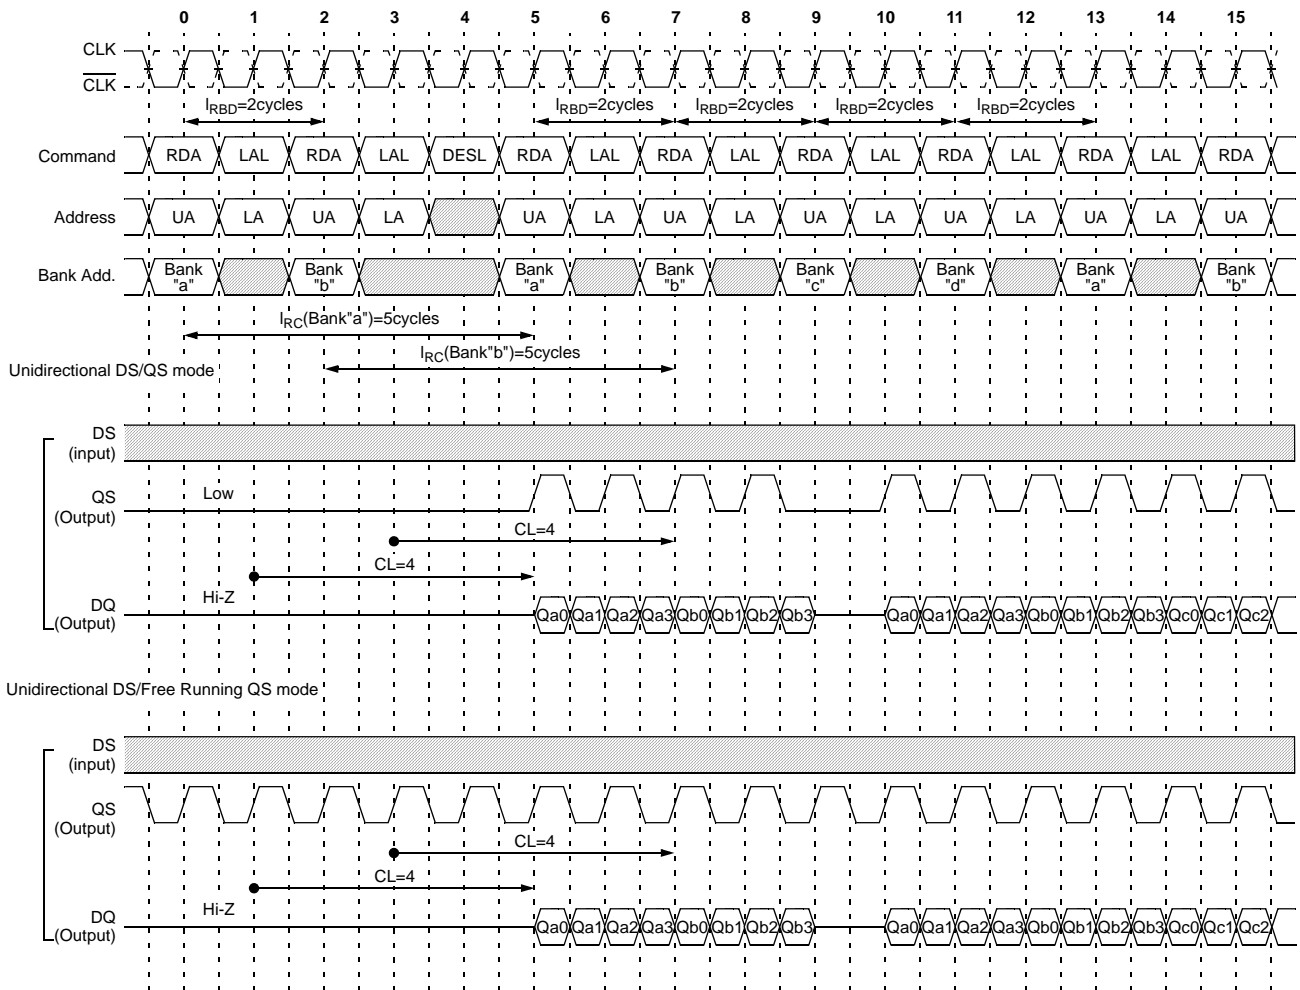 0 1 2 3 4 5 6 7 8 9 10 11 12 13 14 15
CLK
CLK
IRBD=2cycles IRBD=2cycles IRBD=2cycles IRBD=2cycles IRBD=2cycles
Command RDA LAL RDA LAL DESL RDA LAL RDA LAL RDA LAL RDA LAL RDA LAL RDA
Address UA LA UA LA UA LA UA LA UA LA UA LA UA LA UA
Bank Add. Bank "a" Bank "b" Bank "a" Bank "b" Bank "c" Bank "d" Bank "a" Bank "b"
IRC(Bank"a")=5cycles
IRC(Bank"b")=5cycles
Unidirectional DS/QS mode
DS
(input)
QS
(Output)
Low
CL=4
CL=4
Hi-Z
DQ
(Output)
Qa0 Qa1 Qa2 Qa3 Qb0 Qb1 Qb2 Qb3 Qa0 Qa1 Qa2 Qa3 Qb0 Qb1 Qb2 Qb3 Qc0 Qc1 Qc2
Unidirectional DS/Free Running QS mode
DS
(input)
QS
(Output)
CL=4
CL=4
Hi-Z
DQ
(Output)
Qa0 Qa1 Qa2 Qa3 Qb0 Qb1 Qb2 Qb3 Qa0 Qa1 Qa2 Qa3 Qb0 Qb1 Qb2 Qb3 Qc0 Qc1 Qc2